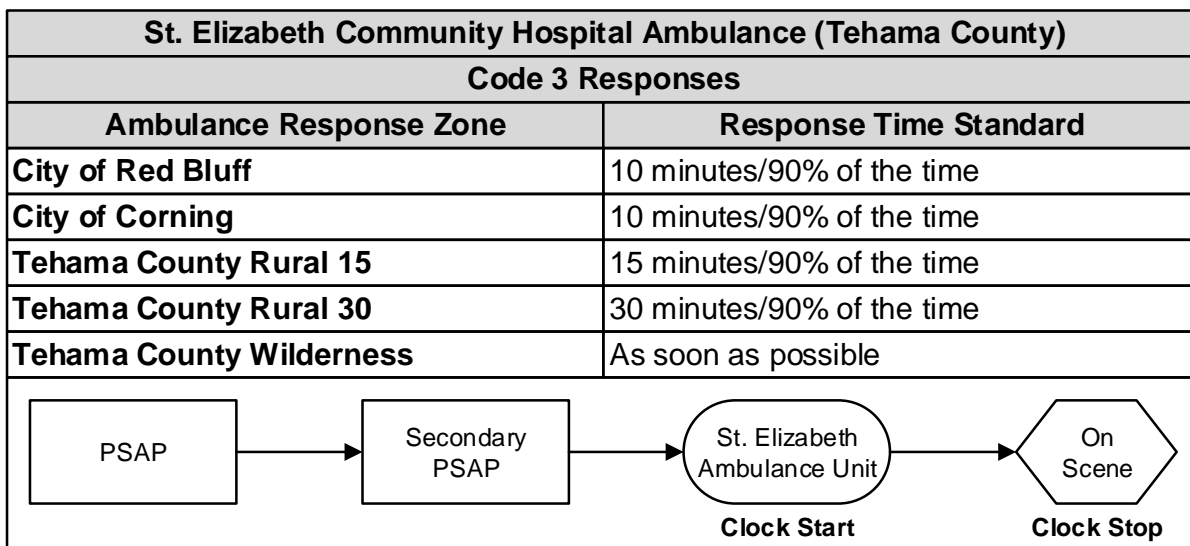 St. Elizabeth Community Hospital Ambulance (Tehama County)
Code 3 Responses
Ambulance Response Zone Response Time Standard
City of Red Bluff 10 minutes/90% of the time
City of Corning 10 minutes/90% of the time
Tehama County Rural 15 15 minutes/90% of the time
Tehama County Rural 30 30 minutes/90% of the time
Tehama County Wilderness As soon as possible
PSAP
Secondary
PSAP
St. Elizabeth
Ambulance Unit
On
Scene
Clock Start
Clock Stop